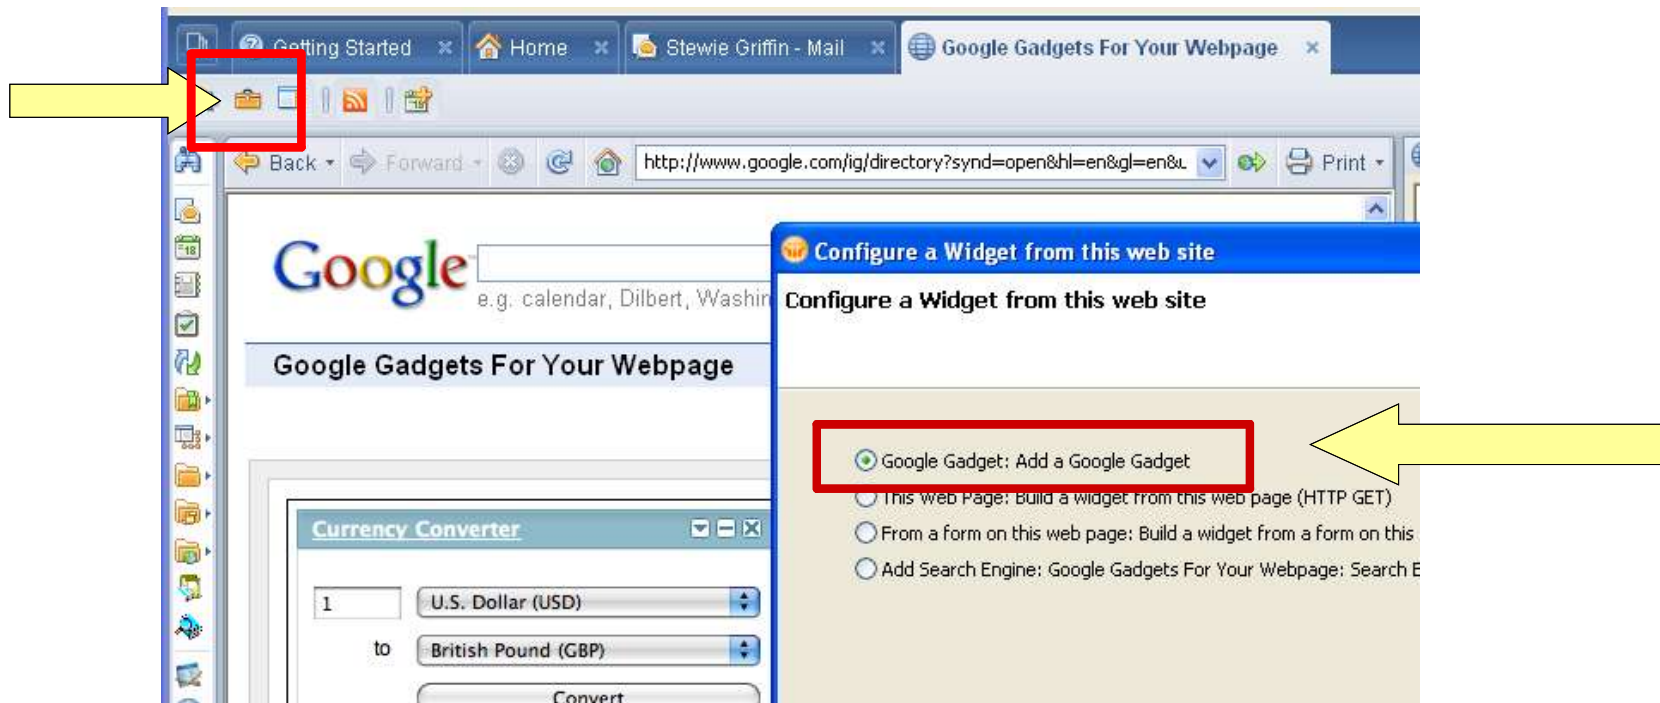 Getting Started
Home
Stewie Griffin - Mail
Google Gadgets For Your Webpage
Back
Forward
http://www.google.com/ig/directory?synd=open&hl=en&gl=en&u
Print
Google
e.g. calendar, Dilbert, Washin
Google Gadgets For Your Webpage
Currency Converter
1
U.S. Dollar (USD)
to
British Pound (GBP)
Convert
Configure a Widget from this web site
Configure a Widget from this web site
Google Gadget: Add a Google Gadget
This Web Page: Build a widget from this web page (HTTP GET)
From a form on this web page: Build a widget from a form on this
Add Search Engine: Google Gadgets For Your Webpage: Search E
18